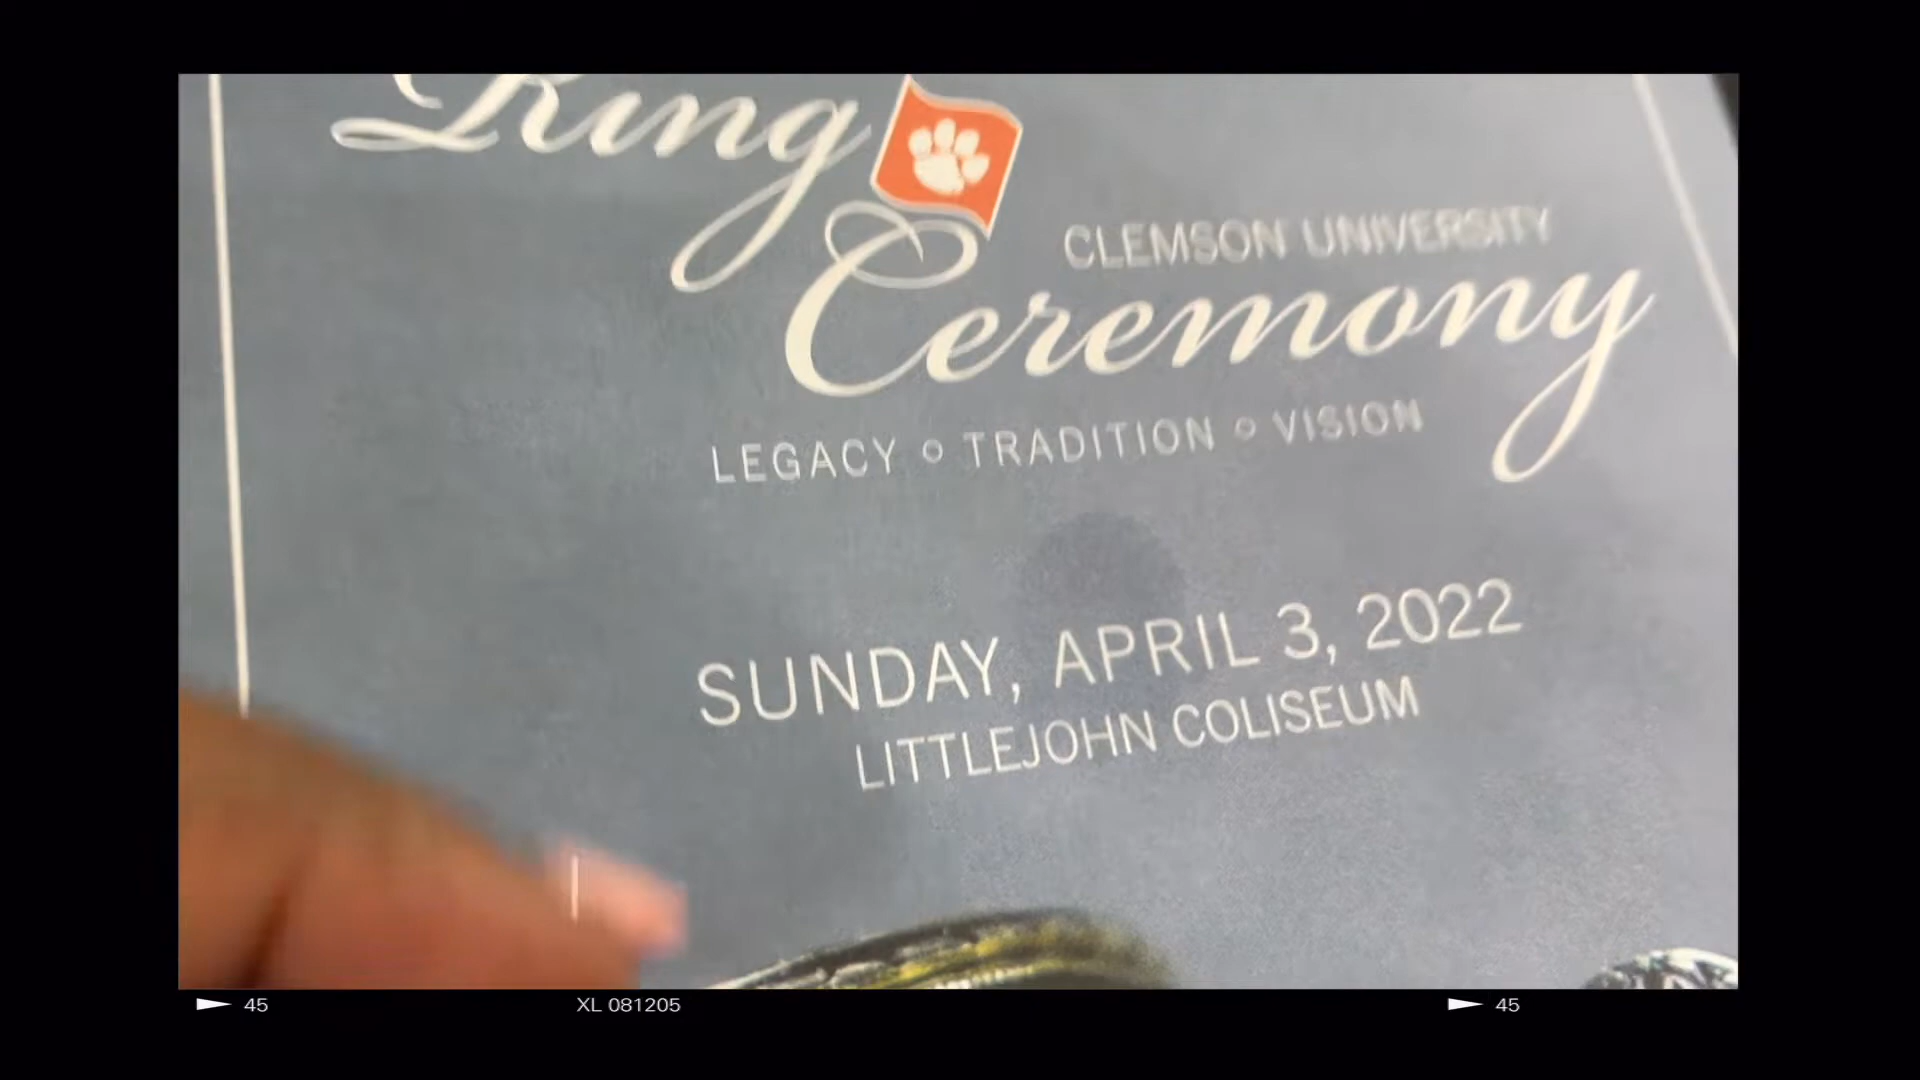 Ring
CLEMSON UNIVERSITY
Ceremony
LEGACY ○ TRADITION ○ VISION
SUNDAY, APRIL 3, 2022
LITTLEJOHN COLISEUM
45
XL 081205
45